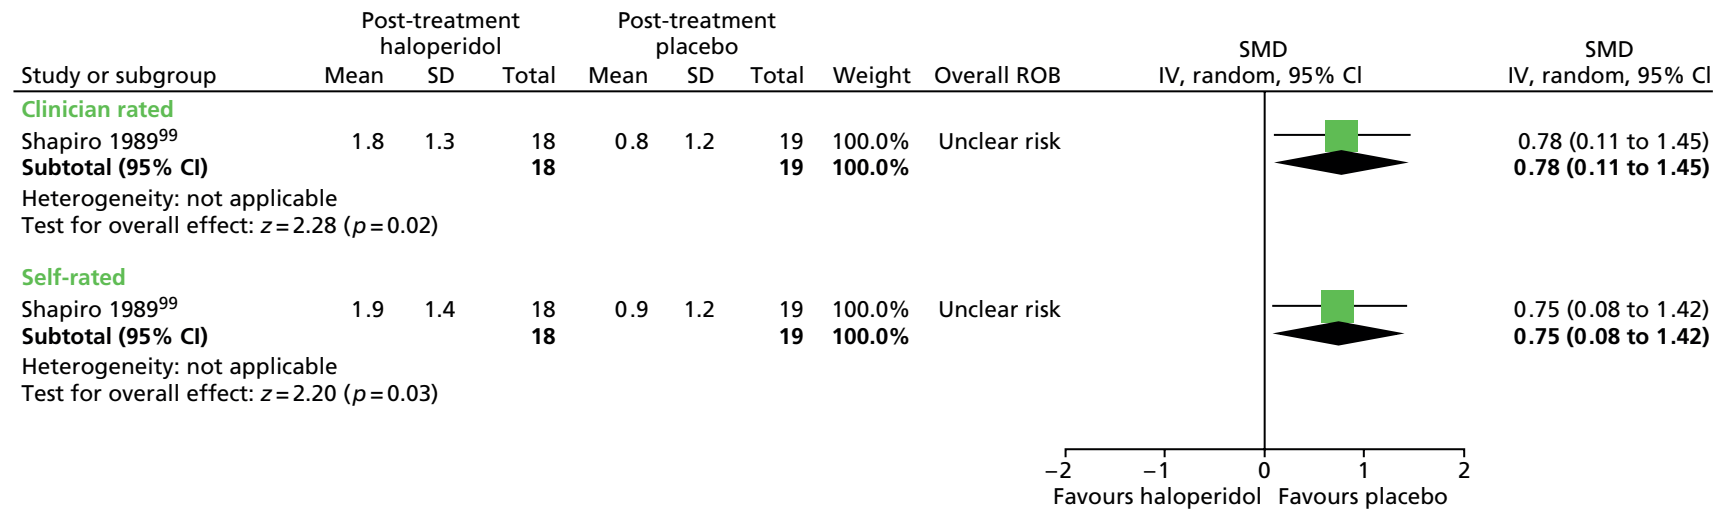 Post-treatment haloperidol Post-treatment placebo SMD SMD
Study or subgroup Mean SD Total Mean SD Total Weight Overall ROB IV, random, 95% CI IV, random, 95% CI
Clinician rated
Shapiro 1989⁹⁹ 1.8 1.3 18 0.8 1.2 19 100.0% Unclear risk 0.78 (0.11 to 1.45)
Subtotal (95% CI) 18 19 100.0% 0.78 (0.11 to 1.45)
Heterogeneity: not applicable
Test for overall effect: z=2.28 (p=0.02)
Self-rated
Shapiro 1989⁹⁹ 1.9 1.4 18 0.9 1.2 19 100.0% Unclear risk 0.75 (0.08 to 1.42)
Subtotal (95% CI) 18 19 100.0% 0.75 (0.08 to 1.42)
Heterogeneity: not applicable
Test for overall effect: z=2.20 (p=0.03)
−2 −1 0 1 2
Favours haloperidol Favours placebo